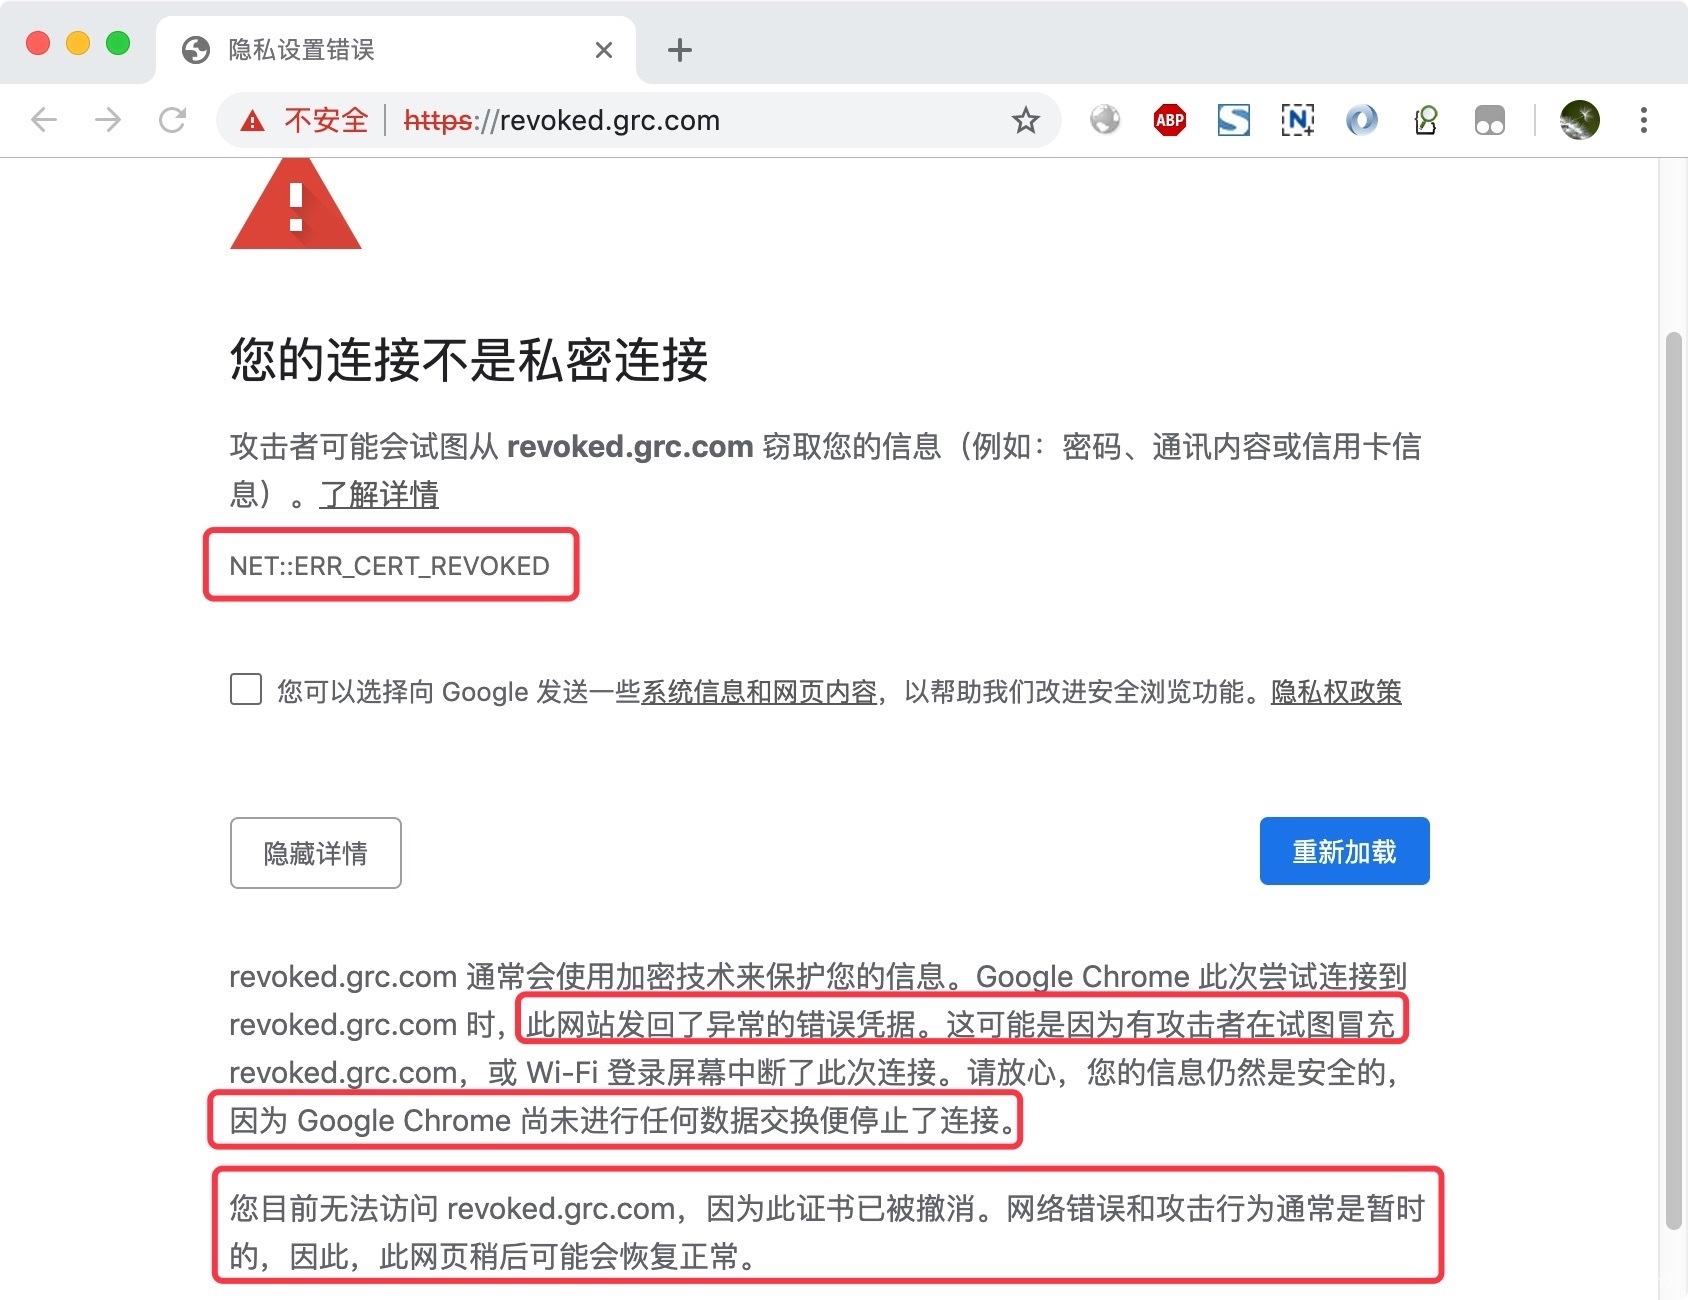 隐私设置错误
不安全 https://revoked.grc.com
ABP
S
N
您的连接不是私密连接
攻击者可能会试图从 revoked.grc.com 窃取您的信息（例如：密码、通讯内容或信用卡信
息）。了解详情
NET::ERR_CERT_REVOKED
您可以选择向 Google 发送一些系统信息和网页内容，以帮助我们改进安全浏览功能。隐私权政策
隐藏详情
重新加载
revoked.grc.com 通常会使用加密技术来保护您的信息。Google Chrome 此次尝试连接到
revoked.grc.com 时，此网站发回了异常的错误凭据。这可能是因为有攻击者在试图冒充
revoked.grc.com，或 Wi-Fi 登录屏幕中断了此次连接。请放心，您的信息仍然是安全的，
因为 Google Chrome 尚未进行任何数据交换便停止了连接。
您目前无法访问 revoked.grc.com，因为此证书已被撤消。网络错误和攻击行为通常是暂时
的，因此，此网页稍后可能会恢复正常。